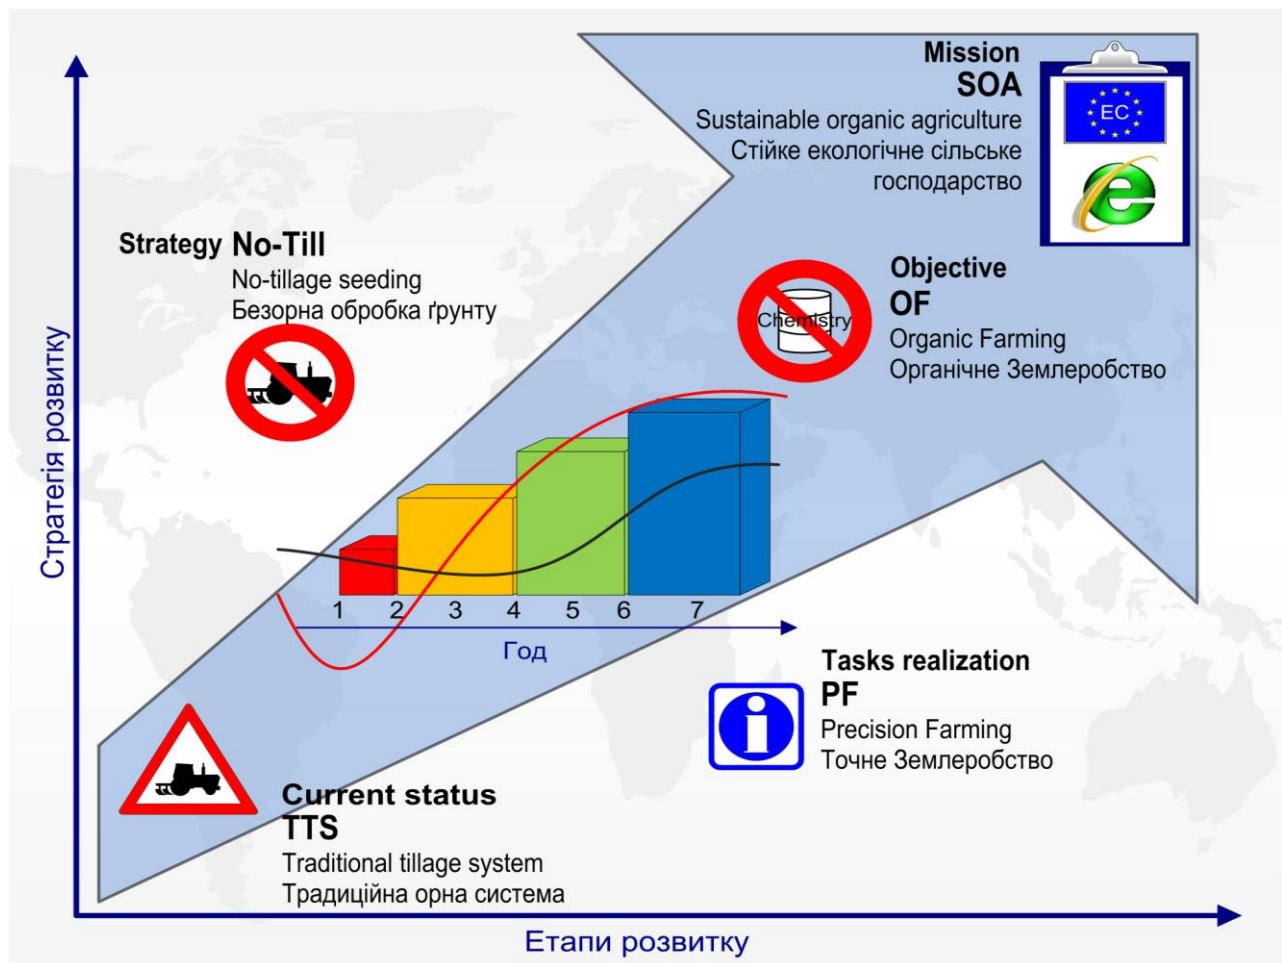 Mission
SOA
Sustainable organic agriculture
Стійке екологічне сільське
господарство
EC
e
Strategy No-Till
No-tillage seeding
Безорна обробка ґрунту
Objective
OF
Organic Farming
Органічне Землеробство
Chemistry
Стратегія розвитку
1 2 3 4 5 6 7
Год
Tasks realization
PF
Precision Farming
Точне Землеробство
i
Current status
TTS
Traditional tillage system
Традиційна орна система
Етапи розвитку